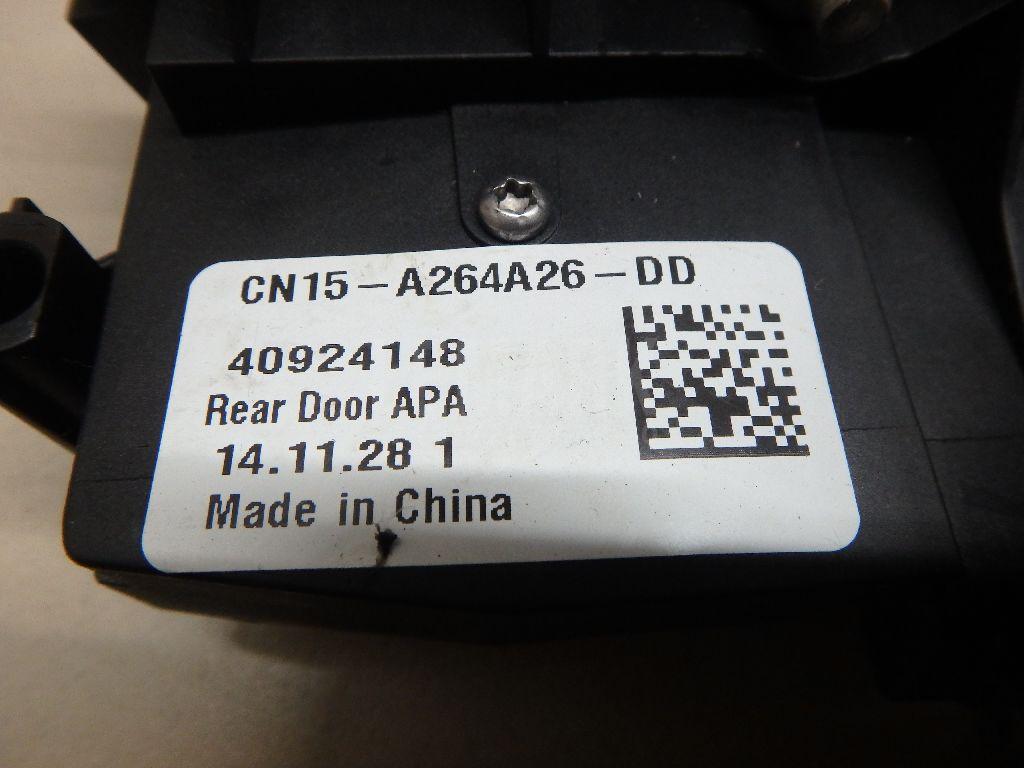 CN15-A264A26-DD
40924148
Rear Door APA
14.11.28 1
Made in China